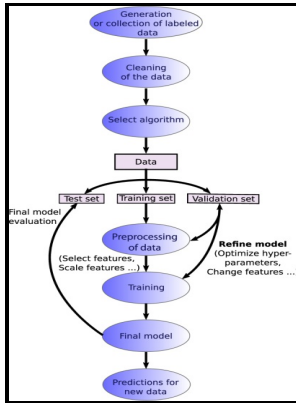 Generation
or collection of labeled
data
Cleaning
of the data
Select algorithm
Data
Test set
Training set
Validation set
Final model
evaluation
Preprocessing
of data
Refine model
(Optimize hyper-
parameters,
Change features ...)
(Select features,
Scale features ...)
Training
Final model
Predictions for
new data